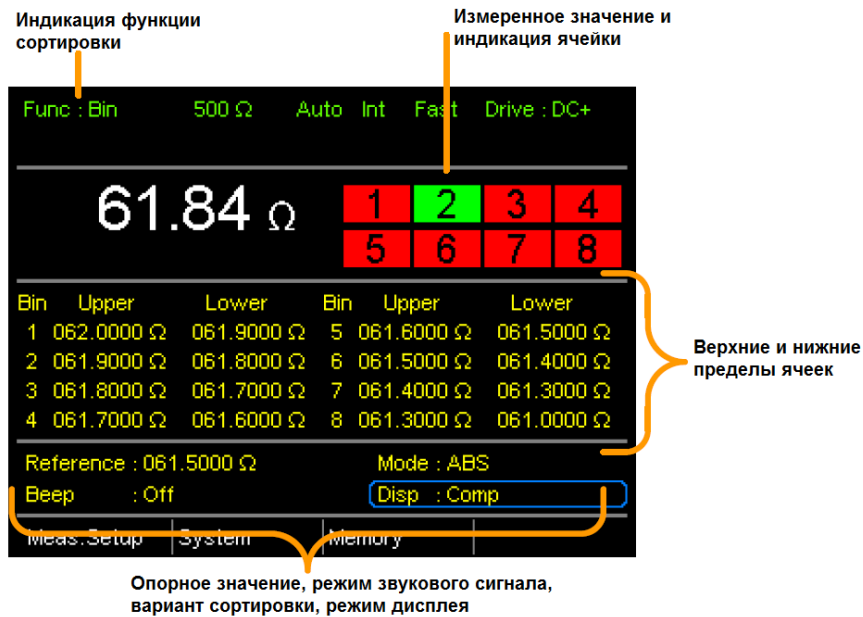 Индикация функции
сортировки
Измеренное значение и
индикация ячейки
Func : Bin 500 Ω Auto Int Fast Drive : DC+
61.84 Ω
1 2 3 4
5 6 7 8
Bin Upper Lower Bin Upper Lower
1 062.0000 Ω 061.9000 Ω 5 061.6000 Ω 061.5000 Ω
2 061.9000 Ω 061.8000 Ω 6 061.5000 Ω 061.4000 Ω
3 061.8000 Ω 061.7000 Ω 7 061.4000 Ω 061.3000 Ω
4 061.7000 Ω 061.6000 Ω 8 061.3000 Ω 061.0000 Ω
Верхние и нижние
пределы ячеек
Reference : 061.5000 Ω Mode : ABS
Beep : Off Disp : Comp
Meas.Setup System Memory
Опорное значение, режим звукового сигнала,
вариант сортировки, режим дисплея